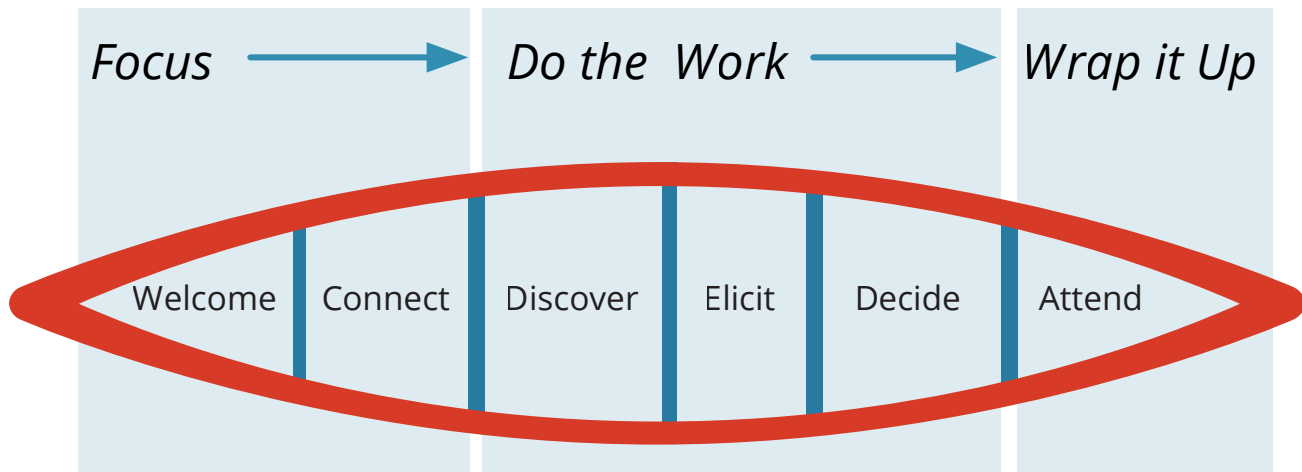 Focus
Do the Work
Wrap it Up
Welcome
Connect
Discover
Elicit
Decide
Attend